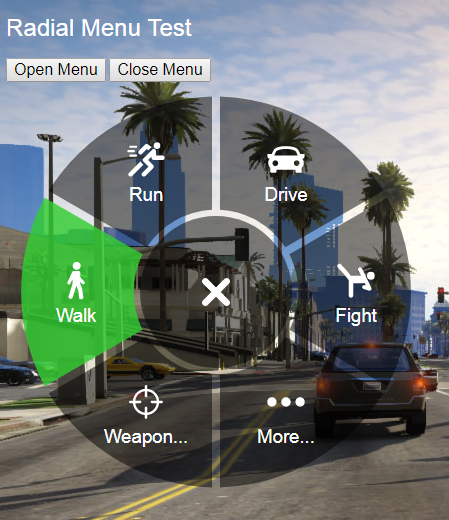 Radial Menu Test
Open Menu Close Menu
Run
Drive
Walk
Fight
Weapon...
More...